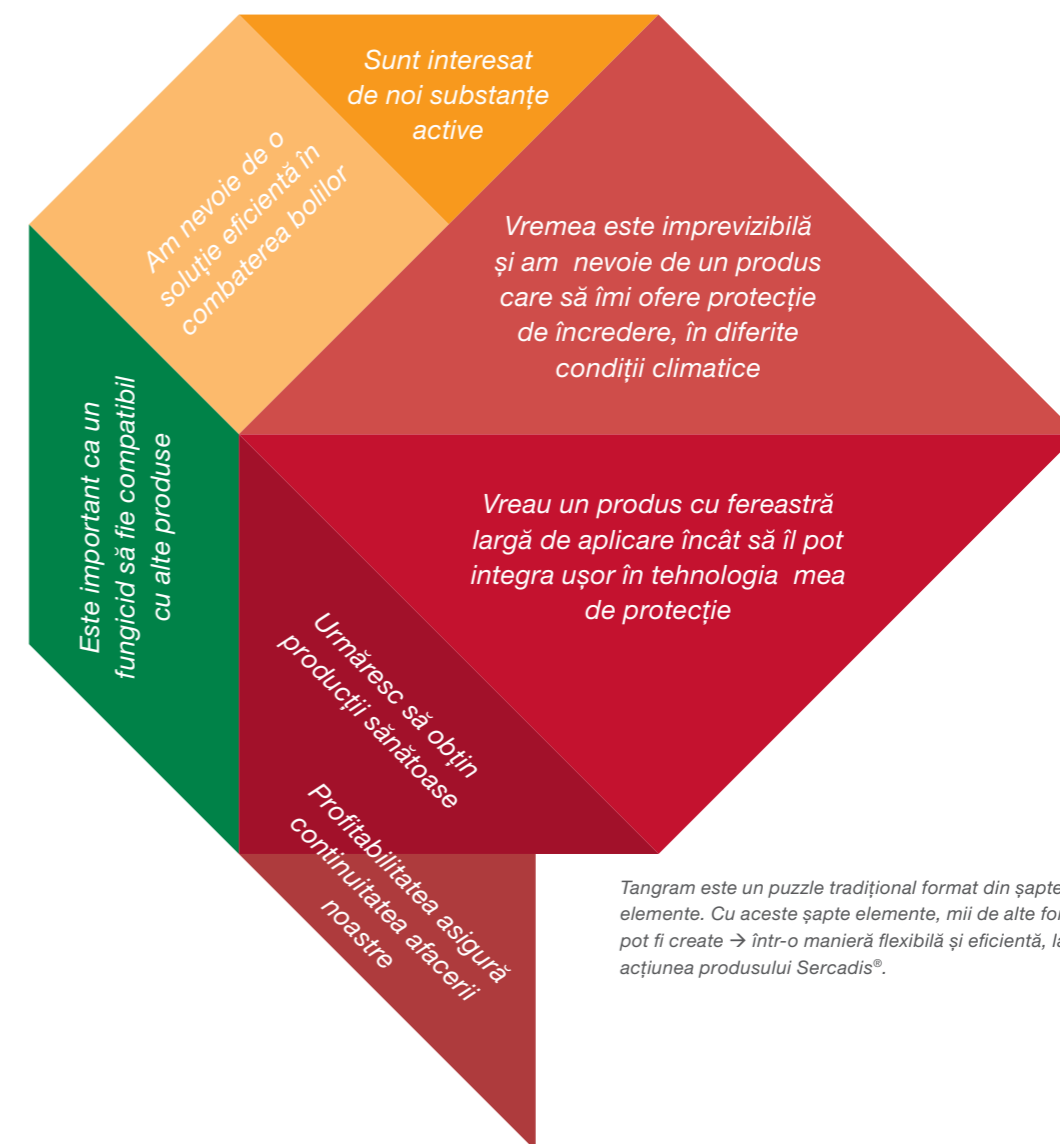 Sunt interesat
de noi substanțe
active
Am nevoie de o
soluție eficientă în
combaterea bolilor
Vremea este imprevizibilă
și am  nevoie de un produs
care să îmi ofere protecție
de încredere, în diferite
condiții climatice
Este important ca un
fungicid să fie compatibil
cu alte produse
Vreau un produs cu fereastră
largă de aplicare încât să îl pot
integra ușor în tehnologia  mea
de protecție
Urmăresc să obțin
producții sănătoase
Profitabilitatea asigură
continuitatea afacerii
noastre
Tangram este un puzzle tradițional format din șapte
elemente. Cu aceste șapte elemente, mii de alte
pot fi create → într-o manieră flexibilă și eficientă,
acțiunea produsului Sercadis®.